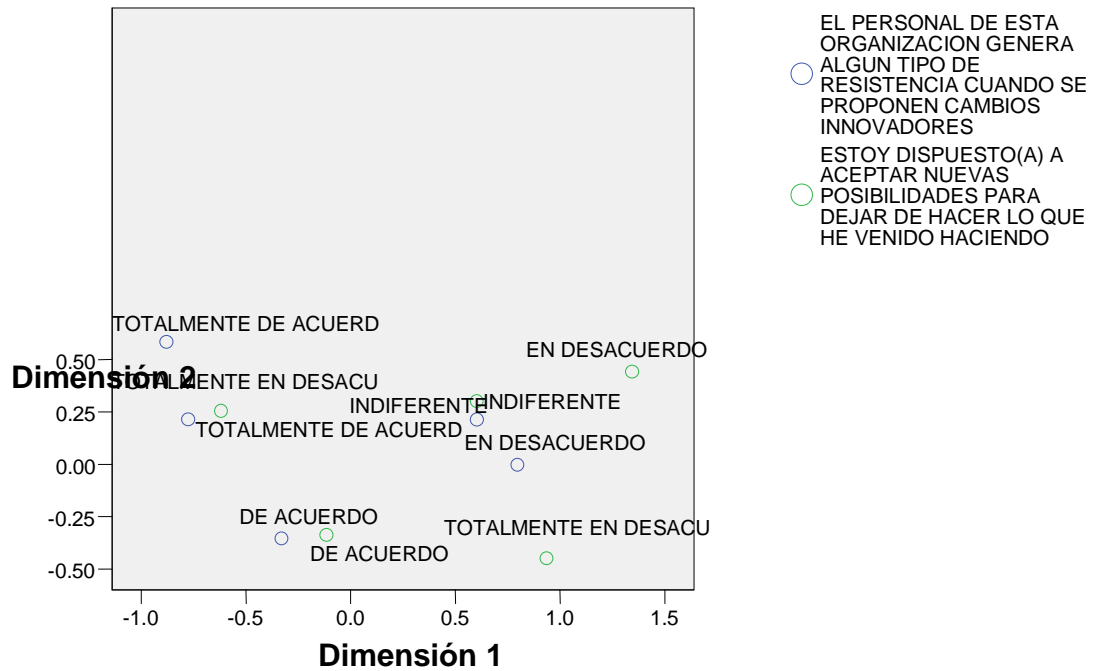 EL PERSONAL DE ESTA
ORGANIZACION GENERA
ALGUN TIPO DE
RESISTENCIA CUANDO SE
PROPONEN CAMBIOS
INNOVADORES
ESTOY DISPUESTO(A) A
ACEPTAR NUEVAS
POSIBILIDADES PARA
DEJAR DE HACER LO QUE
HE VENIDO HACIENDO
TOTALMENTE DE ACUERD
EN DESACUERDO
0.50
Dimensión 2
TOTALMENTE EN DESACU
INDIFERENTE
INDIFERENTE
0.25
TOTALMENTE DE ACUERD
EN DESACUERDO
0.00
DE ACUERDO
-0.25
TOTALMENTE EN DESACU
DE ACUERDO
-0.50
-1.0 -0.5 0.0 0.5 1.0 1.5
Dimensión 1